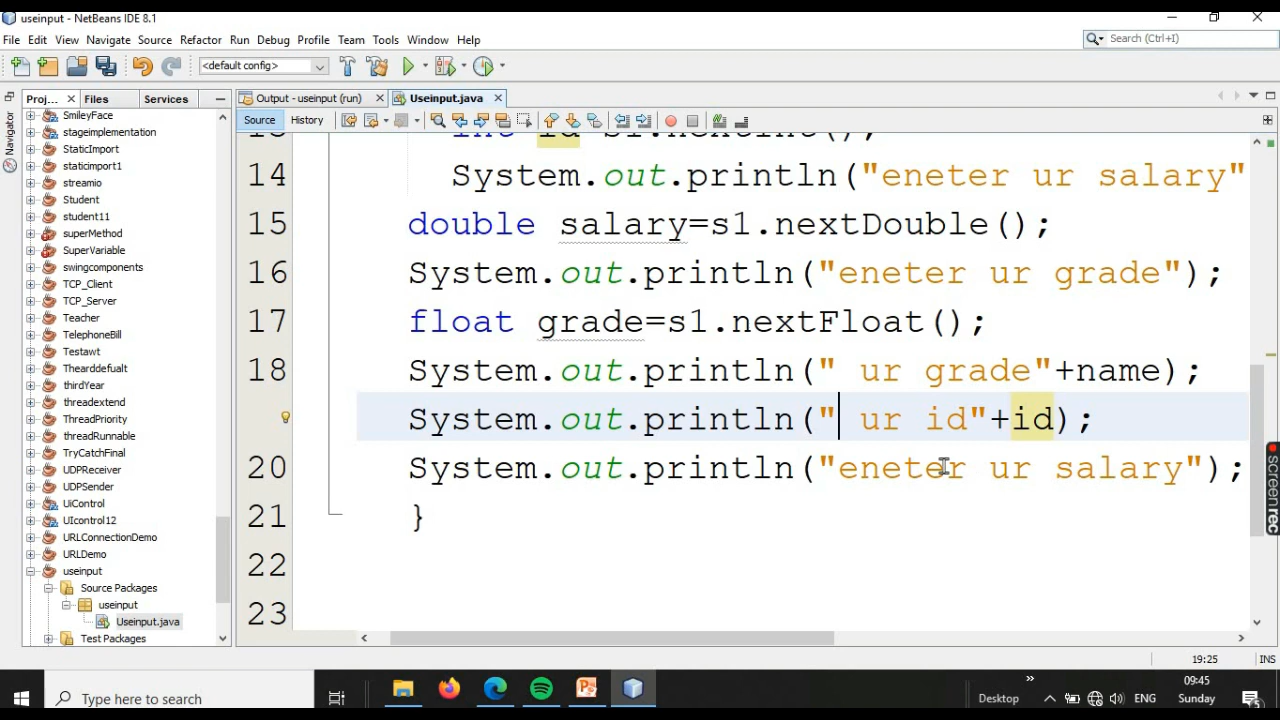 useinput - NetBeans IDE 8.1
File Edit View Navigate Source Refactor Run Debug Profile Team Tools Window Help
Search (Ctrl+I)
<default config>
Proj... Files Services
Output - useinput (run) Useinput.java
Navigator
Source History
SmileyFace
stageimplementation
StaticImport
staticimport1
streamio
Student
student11
superMethod
SuperVariable
swingcomponents
TCP_Client
TCP_Server
Teacher
TelephoneBill
Testawt
Thearddefualt
thirdYear
threadextend
ThreadPriority
threadRunnable
TryCatchFinal
UDPReceiver
UDPSender
UiControl
UIcontrol12
URLConnectionDemo
URLDemo
useinput
Source Packages
useinput
Useinput.java
Test Packages
14 System.out.println("eneter ur salary"
15 double salary=s1.nextDouble();
16 System.out.println("eneter ur grade");
17 float grade=s1.nextFloat();
18 System.out.println(" ur grade"+name);
System.out.println(" ur id"+id);
20 System.out.println("eneter ur salary");
21 }
22
23
SCREEN REC
19:25 INS
Type here to search
Desktop
ENG
09:45
Sunday
5